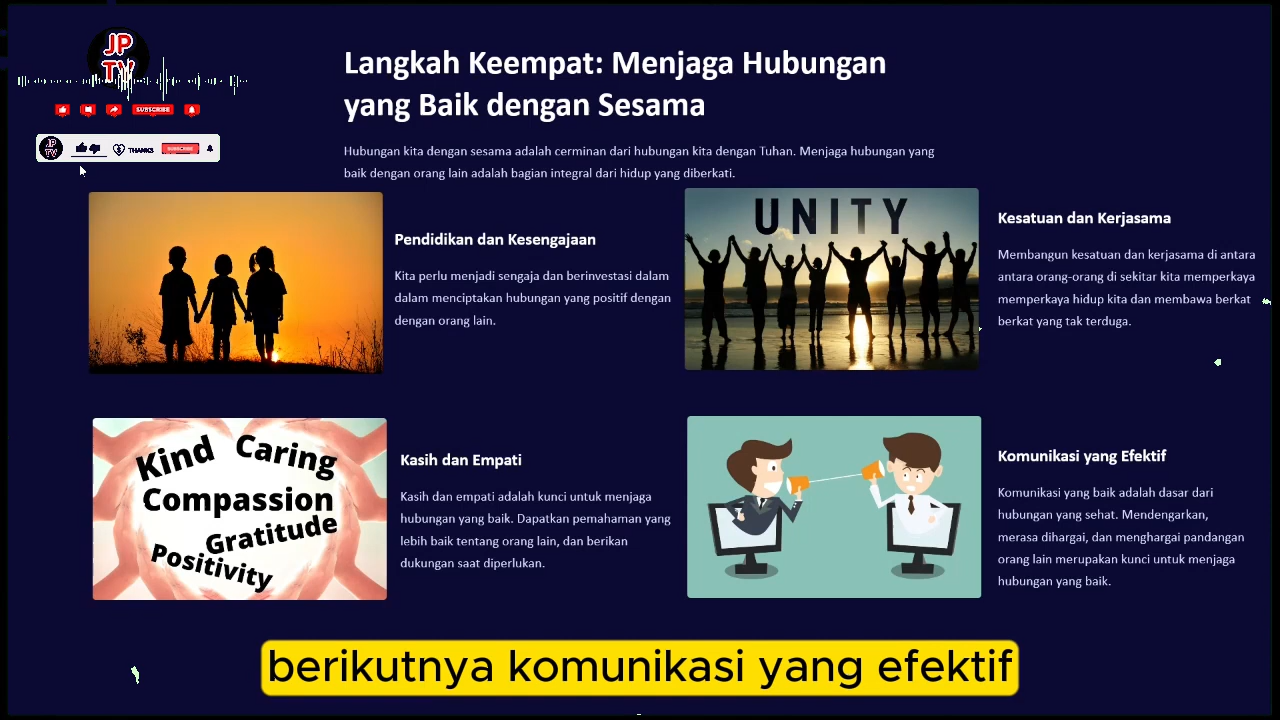 JP
TV
SUBSCRIBE
JP
TV
THANKS
SUBSCRIBE
Langkah Keempat: Menjaga Hubungan
yang Baik dengan Sesama
Hubungan kita dengan sesama adalah cerminan dari hubungan kita dengan Tuhan. Menjaga hubungan yang
baik dengan orang lain adalah bagian integral dari hidup yang diberkati.
Pendidikan dan Kesengajaan
Kita perlu menjadi sengaja dan berinvestasi dalam
dalam menciptakan hubungan yang positif dengan
dengan orang lain.
UNITY
Kesatuan dan Kerjasama
Membangun kesatuan dan kerjasama di antara
antara orang-orang di sekitar kita memperkaya
memperkaya hidup kita dan membawa berkat
berkat yang tak terduga.
Kind Caring
Compassion
Gratitude
Positivity
Kasih dan Empati
Kasih dan empati adalah kunci untuk menjaga
hubungan yang baik. Dapatkan pemahaman yang
lebih baik tentang orang lain, dan berikan
dukungan saat diperlukan.
Komunikasi yang Efektif
Komunikasi yang baik adalah dasar dari
hubungan yang sehat. Mendengarkan,
merasa dihargai, dan menghargai pandangan
orang lain merupakan kunci untuk menjaga
hubungan yang baik.
berikutnya komunikasi yang efektif